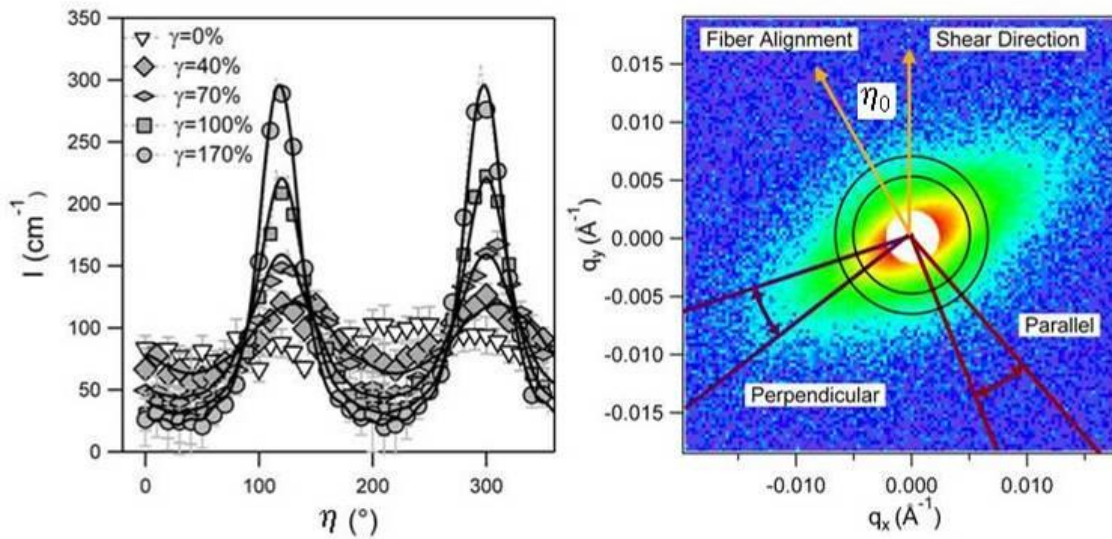 350
300
250
200
150
100
50
0
I (cm⁻¹)
γ=0%
γ=40%
γ=70%
γ=100%
γ=170%
0
100
200
300
η (°)
Fiber Alignment
Shear Direction
η₀
0.015
0.010
0.005
0.000
-0.005
-0.010
-0.015
q_y (Å⁻¹)
Parallel
Perpendicular
-0.010
0.000
0.010
q_x (Å⁻¹)